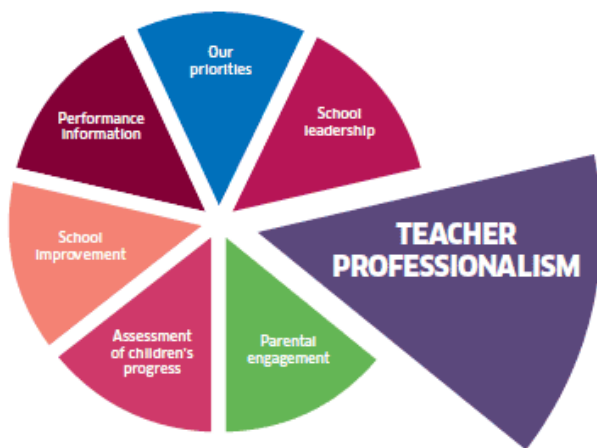 Our
priorities
School
leadership
TEACHER
PROFESSIONALISM
Parental
engagement
Assessment
of children's
progress
School
improvement
Performance
information